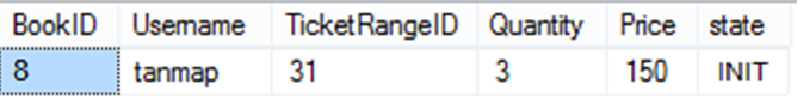 BookID Username TicketRangeID Quantity Price state
8 tanmap 31 3 150 INIT